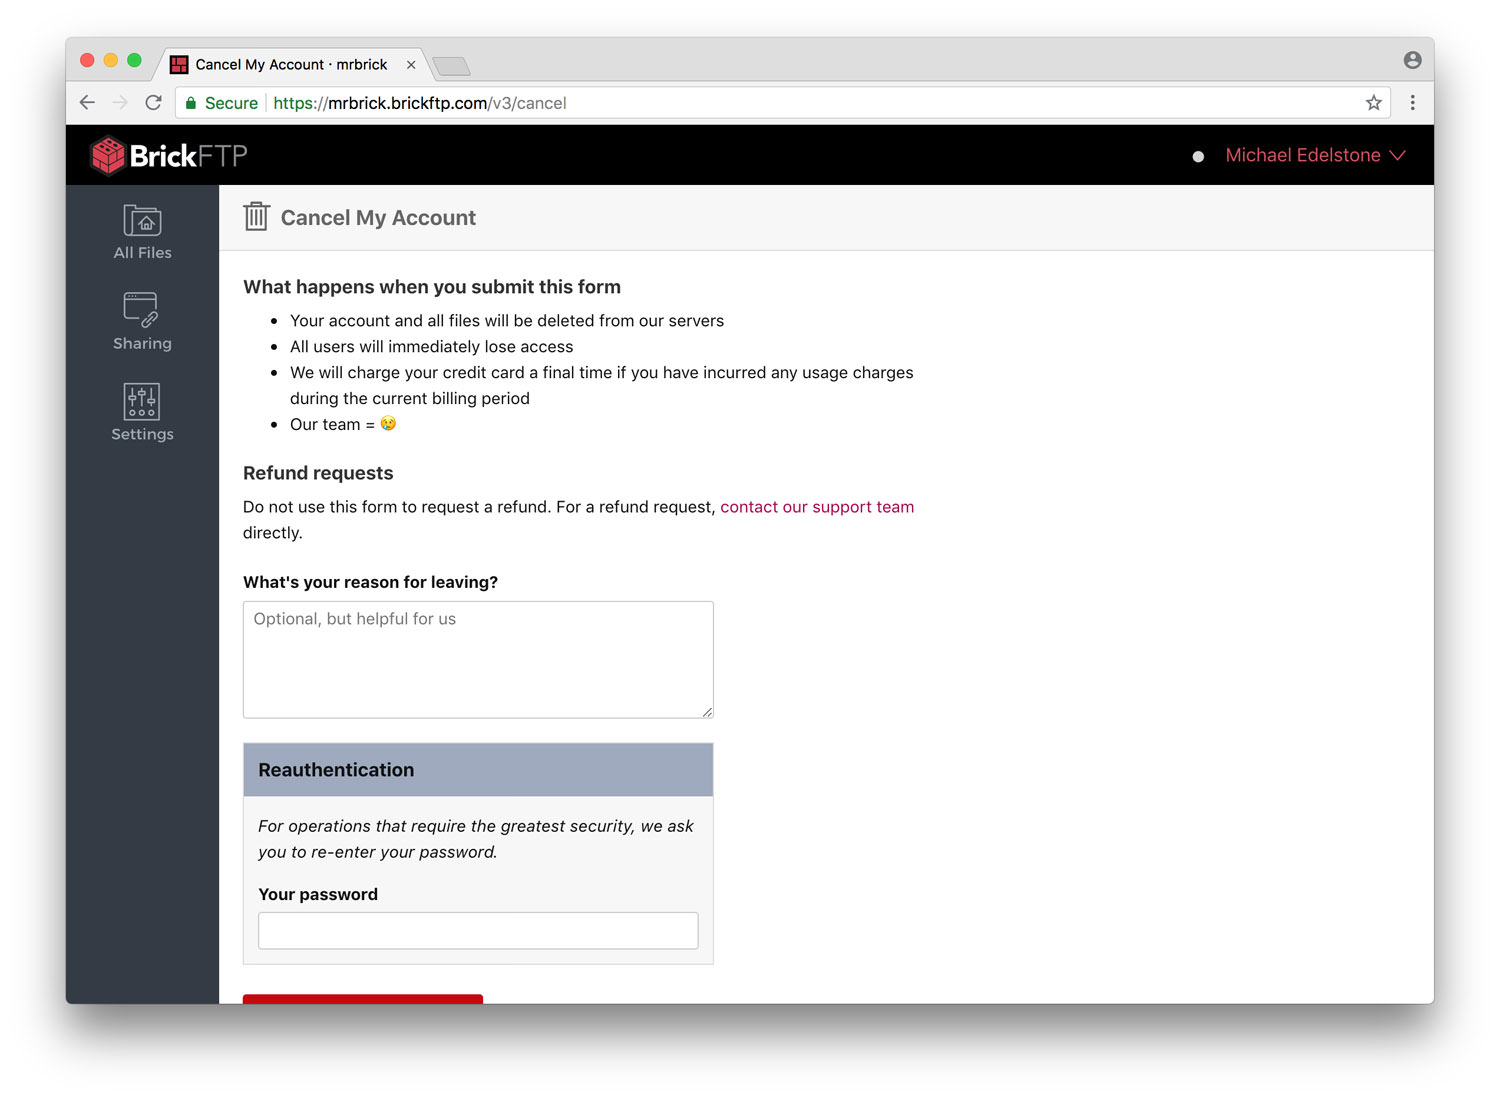 Cancel My Account · mrbrick
Secure https://mrbrick.brickftp.com/v3/cancel
BrickFTP
Michael Edelstone
All Files
Sharing
Settings
Cancel My Account
What happens when you submit this form
• Your account and all files will be deleted from our servers
• All users will immediately lose access
• We will charge your credit card a final time if you have incurred any usage charges
during the current billing period
• Our team = 😢
Refund requests
Do not use this form to request a refund. For a refund request, contact our support team
directly.
What's your reason for leaving?
Optional, but helpful for us
Reauthentication
For operations that require the greatest security, we ask
you to re-enter your password.
Your password